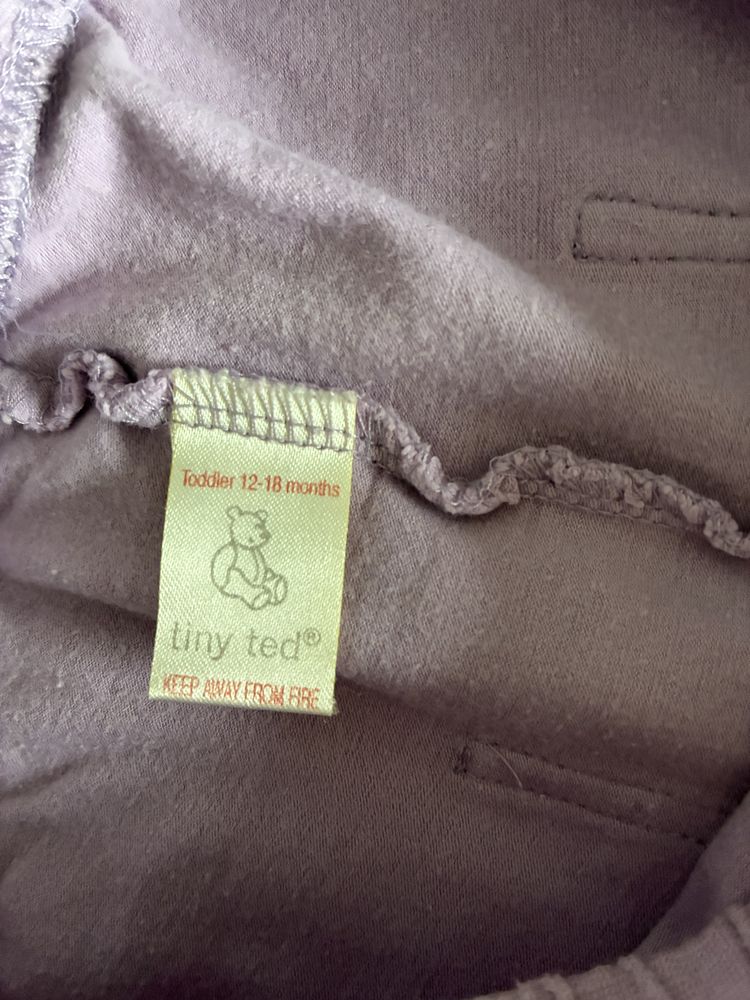 Toddler 12-18 months
tiny ted®
KEEP AWAY FROM FIRE